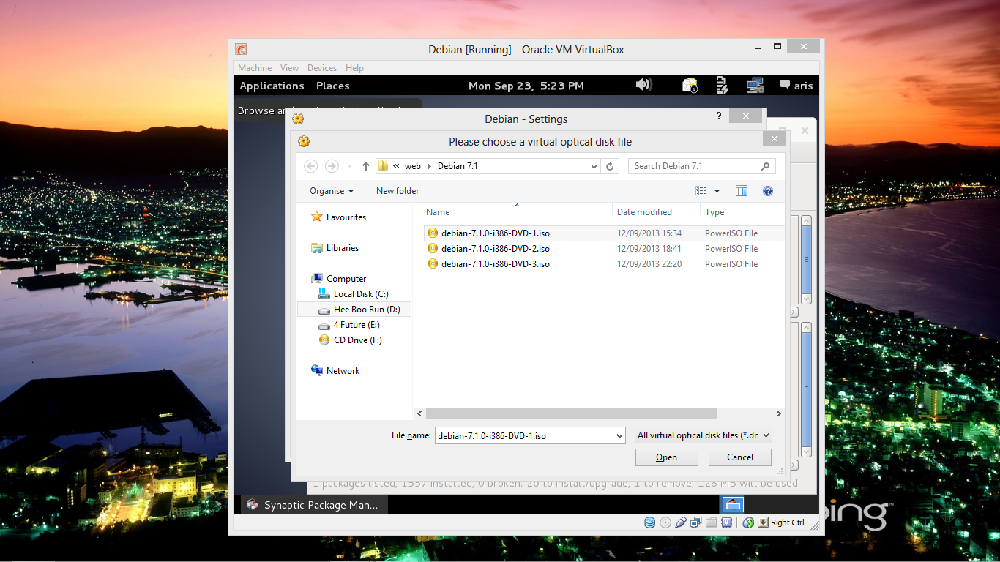 Debian [Running] - Oracle VM VirtualBox
Machine View Devices Help
Applications Places Mon Sep 23, 5:23 PM 1 aris
Browse
Debian - Settings ?
Please choose a virtual optical disk file
« web Debian 7.1 Search Debian 7.1
Organise New folder
Favourites
Libraries
Computer
Local Disk (C:)
Hee Boo Run (D:)
4 Future (E:)
CD Drive (F:)
Network
Name Date modified Type
debian-7.1.0-i386-DVD-1.iso 12/09/2013 15:34 PowerISO File
debian-7.1.0-i386-DVD-2.iso 12/09/2013 18:41 PowerISO File
debian-7.1.0-i386-DVD-3.iso 12/09/2013 22:20 PowerISO File
File name: debian-7.1.0-i386-DVD-1.iso All virtual optical disk files (*.dm
Open Cancel
1 packages listed, 1557 installed, 0 broken. 26 to install/upgrade, 1 to remove; 128 MB will be used
Synaptic Package Man...
Right Ctrl
bing™